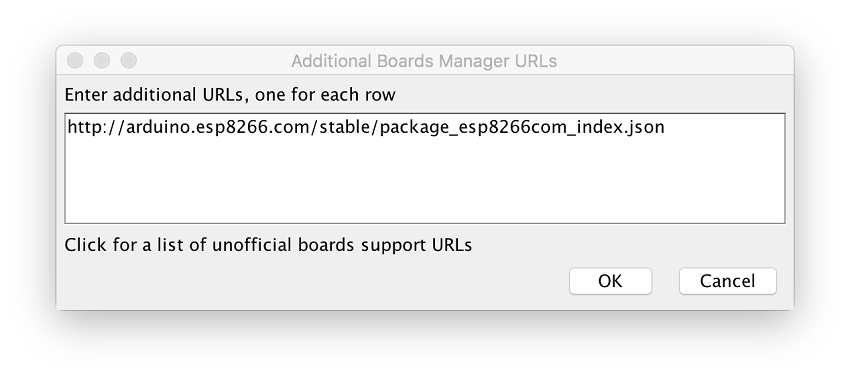 Additional Boards Manager URLs
Enter additional URLs, one for each row
http://arduino.esp8266.com/stable/package_esp8266com_index.json
Click for a list of unofficial boards support URLs
OK Cancel